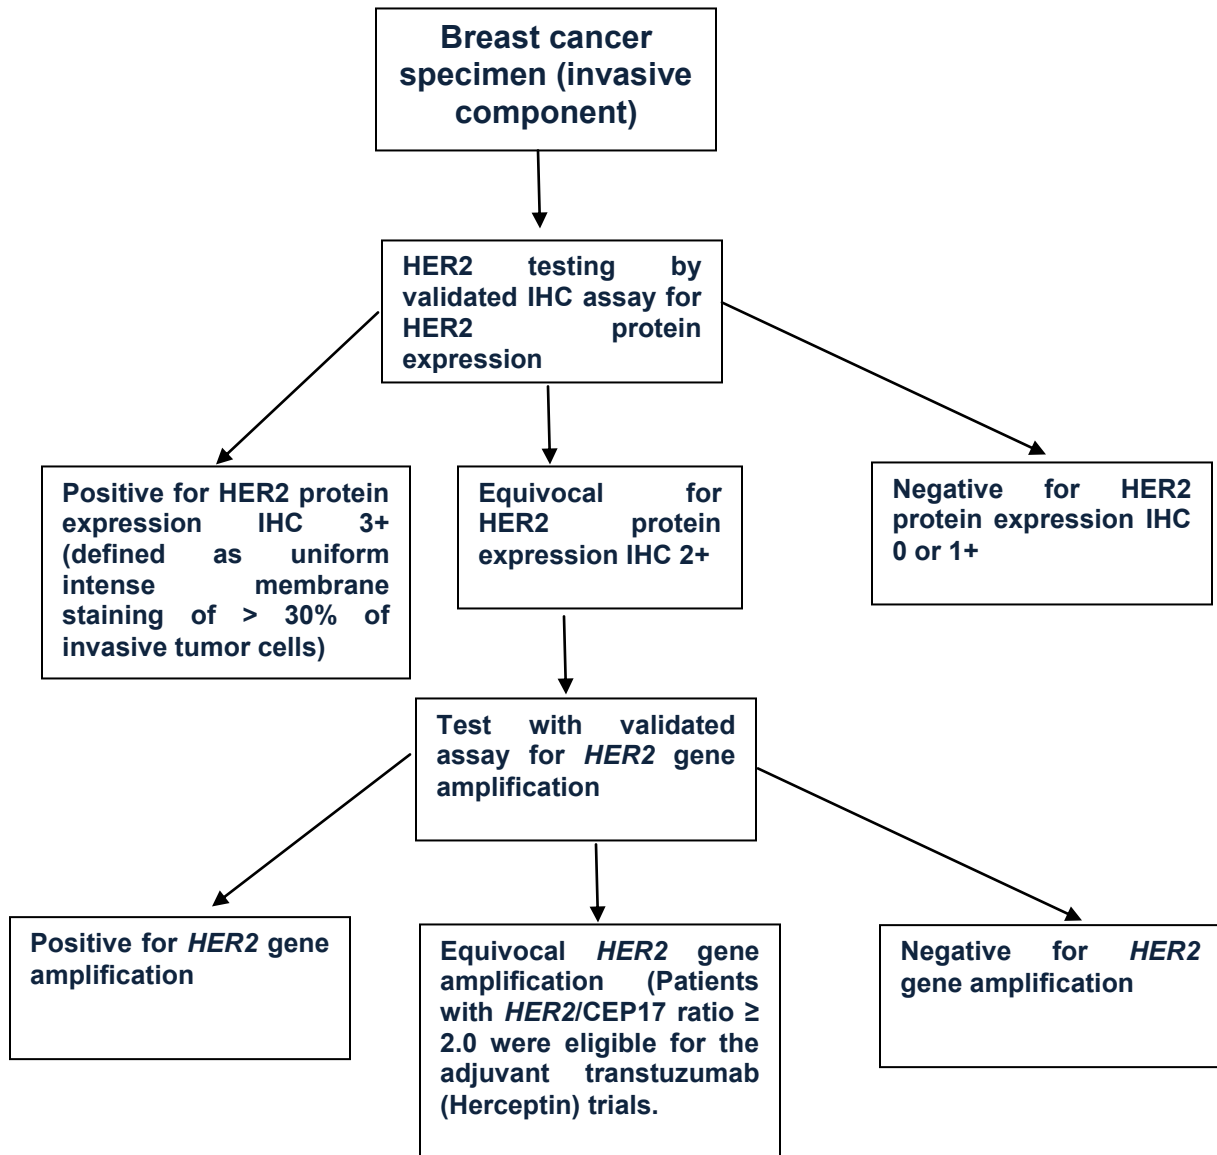 Breast cancer
specimen (invasive
component)
HER2 testing by
validated IHC assay for
HER2 protein
expression
Positive for HER2 protein
expression IHC 3+
(defined as uniform
intense membrane
staining of > 30% of
invasive tumor cells)
Equivocal for
HER2 protein
expression IHC 2+
Negative for HER2
protein expression IHC
0 or 1+
Test with validated
assay for HER2 gene
amplification
Positive for HER2 gene
amplification
Equivocal HER2 gene
amplification (Patients
with HER2/CEP17 ratio ≥
2.0 were eligible for the
adjuvant transtuzumab
(Herceptin) trials.
Negative for HER2
gene amplification